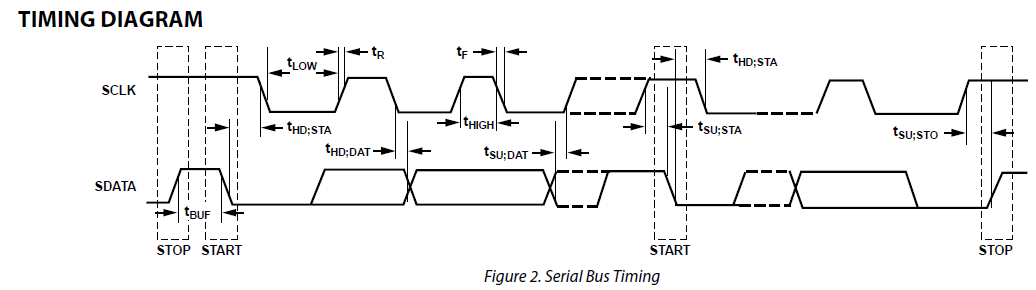 TIMING DIAGRAM
tR
tF
tLOW
tHD;STA
SCLK
tHIGH
tHD;STA
tSU;STA
tSU;STO
tHD;DAT
tSU;DAT
SDATA
tBUF
STOP START START STOP
Figure 2. Serial Bus Timing